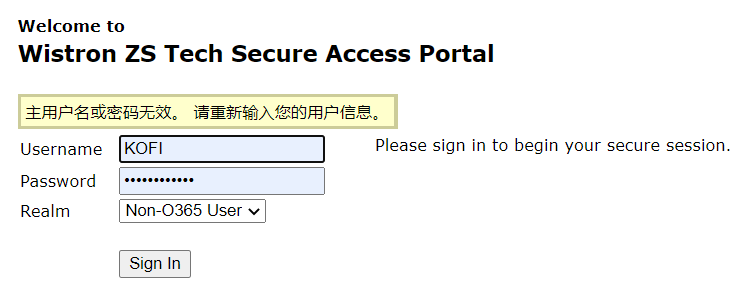 Welcome to
Wistron ZS Tech Secure Access Portal
主用户名或密码无效。 请重新输入您的用户信息。
Username KOFI Please sign in to begin your secure session.
Password ••••••••••••
Realm Non-O365 User
Sign In